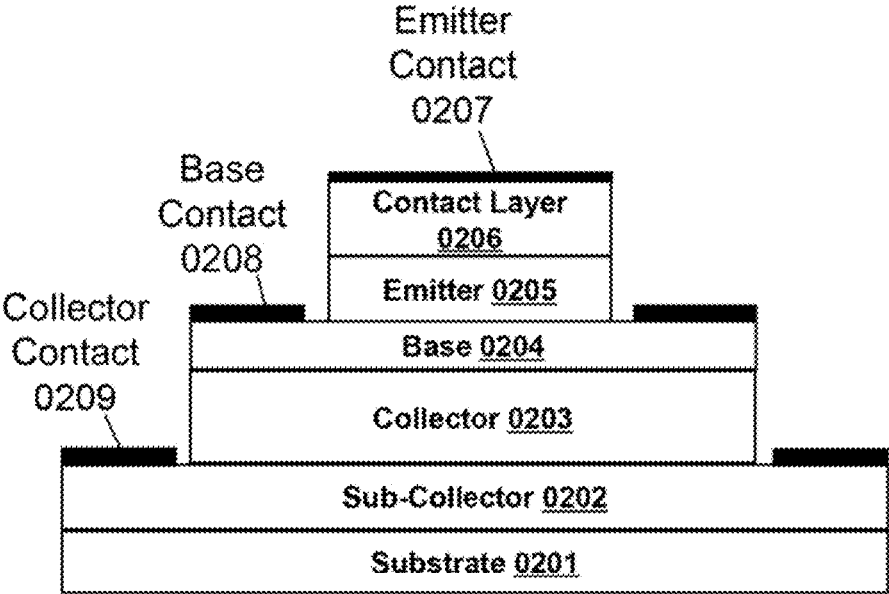 Emitter
Contact
0207
Base
Contact
0208
Contact Layer
0206
Emitter 0205
Collector
Contact
0209
Base 0204
Collector 0203
Sub-Collector 0202
Substrate 0201